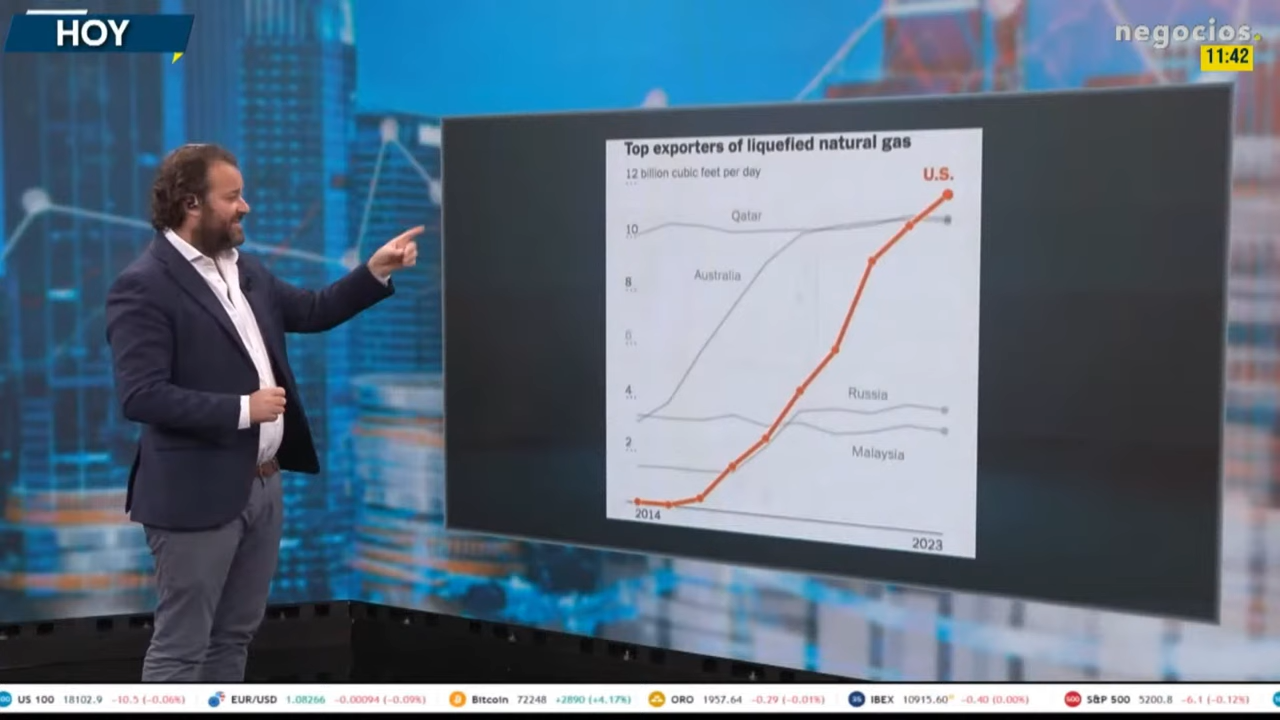 HOY
negocios.
11:42
Top exporters of liquefied natural gas
12 billion cubic feet per day
U.S.
Qatar
10
Australia
8
6
4
Russia
2
Malaysia
2014
2023
US 100 18102.9 -10.5 (-0.06%) EUR/USD 1.08266 -0.00094 (-0.09%) Bitcoin 72248 +2890 (+4.17%) ORO 1957.64 -0.29 (-0.01%) IBEX 10915.60 -0.40 (0.00%) S&P 500 5200.8 -6.1 (-0.12%)